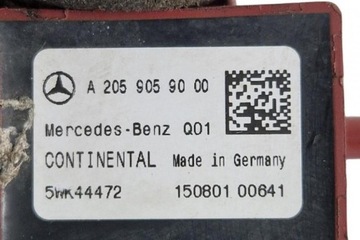 A 205 905 90 00
Mercedes-Benz Q01
CONTINENTAL Made in Germany
5WK44472 150801 00641